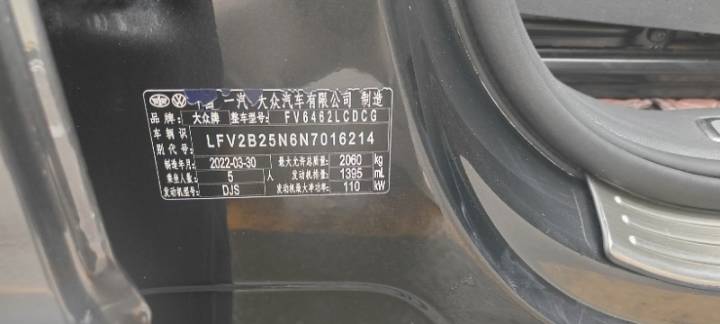 中国 一汽 大众汽车有限公司 制造
品牌: 大众牌 整车型号: FV6462LCDCG
车辆识别代号: LFV2B25N6N7016214
制造年月: 2022-03-30 最大允许总质量: 2060 kg
乘坐人数: 5 人 发动机排量: 1395 mL
发动机型号: DJS 发动机最大净功率: 110 kW